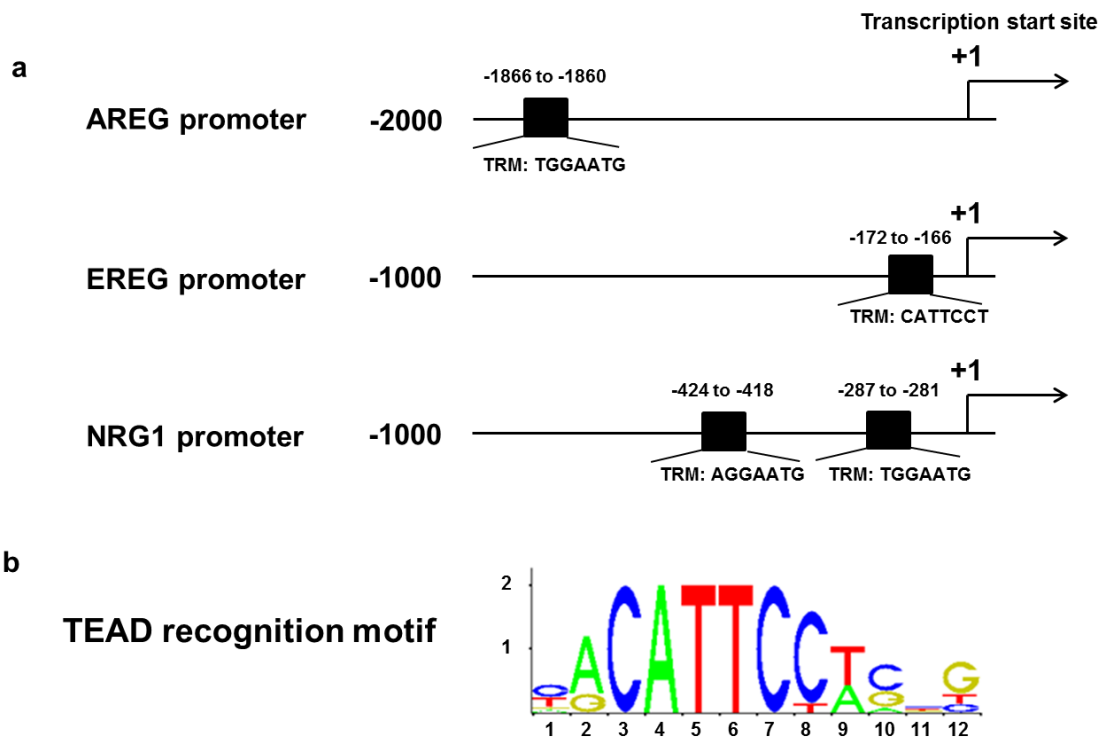 Transcription start site
a
+1
-1866 to -1860
AREG promoter
-2000
TRM: TGGAATG
+1
-172 to -166
EREG promoter
-1000
TRM: CATTCCT
+1
-424 to -418
-287 to -281
NRG1 promoter
-1000
TRM: AGGAATG
TRM: TGGAATG
b
TEAD recognition motif
2
1
C A C A T T C C T C G
T G T A G T
C
1 2 3 4 5 6 7 8 9 10 11 12